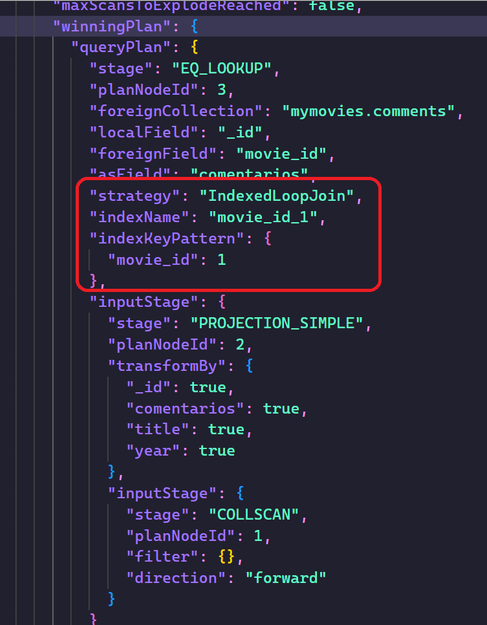 "maxScansToExplodeReached": false,
"winningPlan": {
"queryPlan": {
"stage": "EQ_LOOKUP",
"planNodeId": 3,
"foreignCollection": "mymovies.comments",
"localField": "_id",
"foreignField": "movie_id",
"asField": "comentarios",
"strategy": "IndexedLoopJoin",
"indexName": "movie_id_1",
"indexKeyPattern": {
"movie_id": 1
},
"inputStage": {
"stage": "PROJECTION_SIMPLE",
"planNodeId": 2,
"transformBy": {
"_id": true,
"comentarios": true,
"title": true,
"year": true
},
"inputStage": {
"stage": "COLLSCAN",
"planNodeId": 1,
"filter": {},
"direction": "forward"
}
}